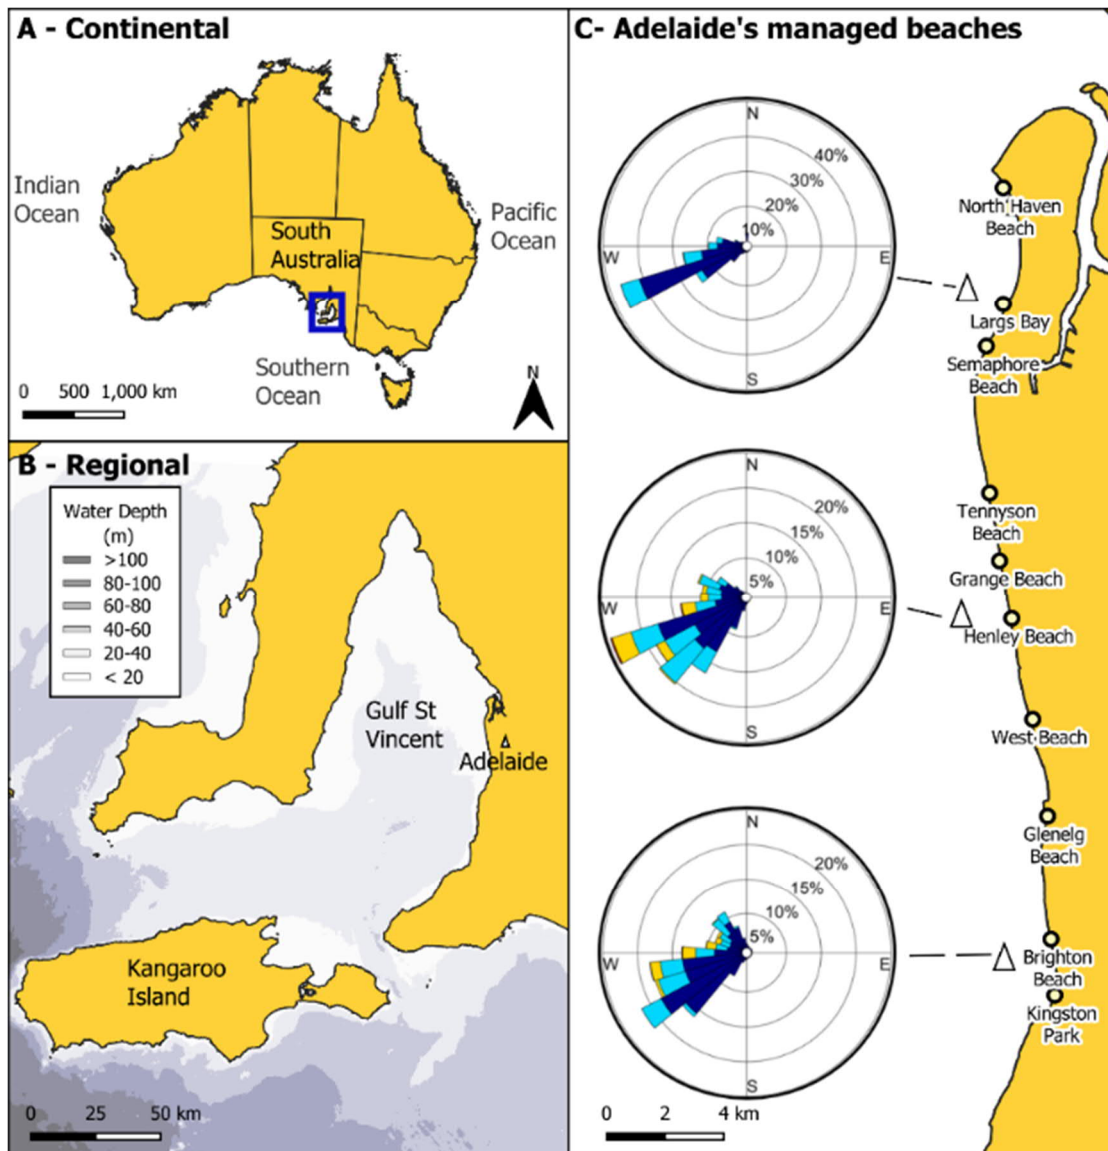 A - Continental
Indian
Ocean
Pacific
Ocean
South
Australia
Southern
Ocean
0 500 1,000 km
N
B - Regional
Water Depth
(m)
>100
80-100
60-80
40-60
20-40
< 20
Gulf St
Vincent
Adelaide
Kangaroo
Island
0 25 50 km
C- Adelaide's managed beaches
N
40%
30%
20%
10%
W
E
S
N
20%
15%
10%
5%
W
E
S
N
20%
15%
10%
5%
W
E
S
North Haven
Beach
Largs Bay
Semaphore
Beach
Tennyson
Beach
Grange Beach
Henley Beach
West Beach
Glenelg
Beach
Brighton
Beach
Kingston
Park
0 2 4 km